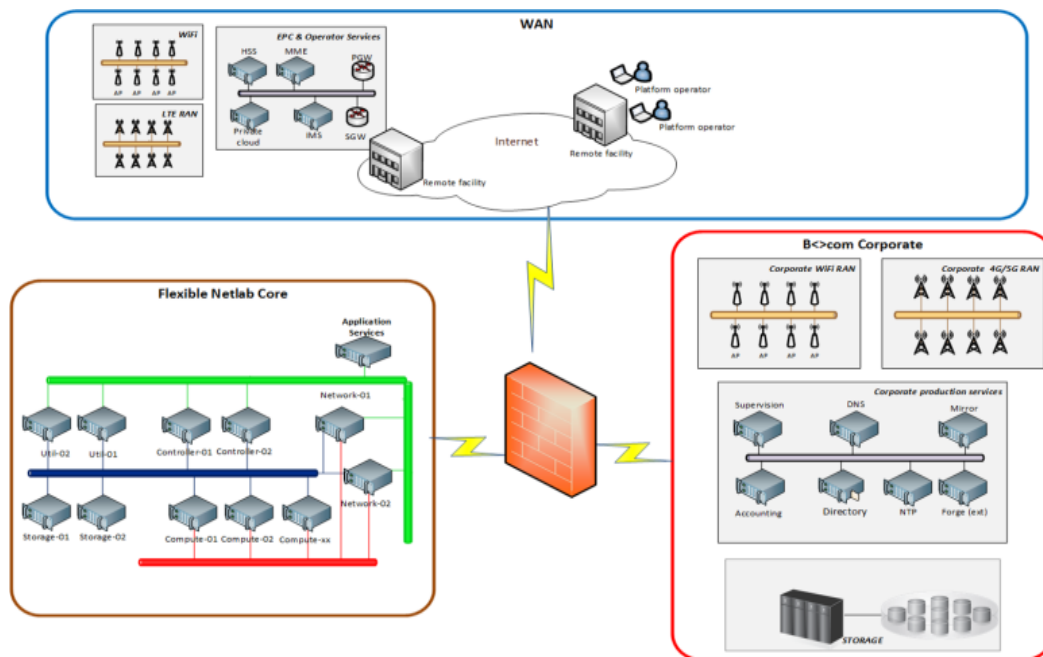 WAN
WiFi
AP AP AP AP
LTE RAN
EPC & Operator Services
HSS
MME
PGW
Private
cloud
IMS
SGW
Internet
Remote facility
Remote facility
Platform operator
Platform operator
Flexible Netlab Core
Application
Services
Network-01
Util-02
Util-01
Controller-01
Controller-02
Network-02
Storage-01
Storage-02
Compute-01
Compute-02
Compute-xx
B<>com Corporate
Corporate WiFi RAN
AP AP AP AP
Corporate 4G/5G RAN
Corporate production services
Supervision
DNS
Mirror
Accounting
Directory
NTP
Forge (ext)
STORAGE